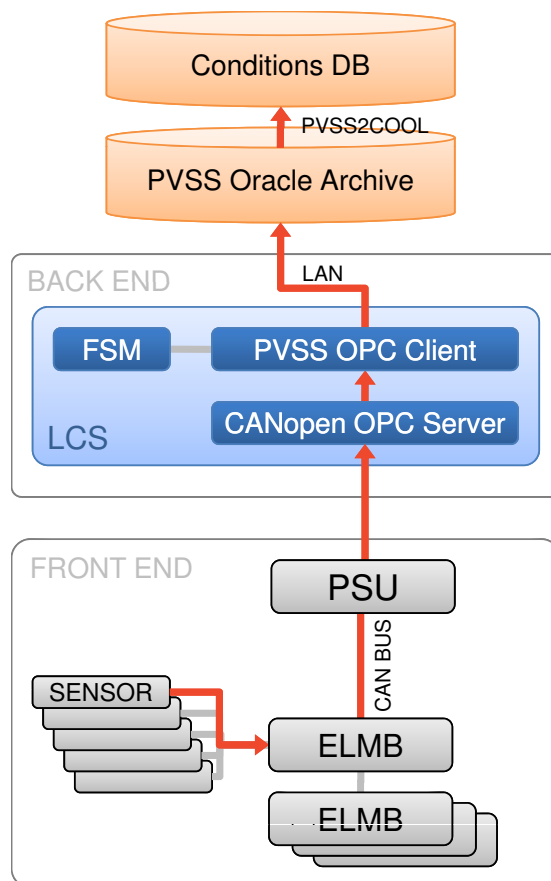 Conditions DB
PVSS2COOL
PVSS Oracle Archive
LAN
BACK END
FSM
PVSS OPC Client
CANopen OPC Server
LCS
FRONT END
PSU
CAN BUS
SENSOR
ELMB
ELMB